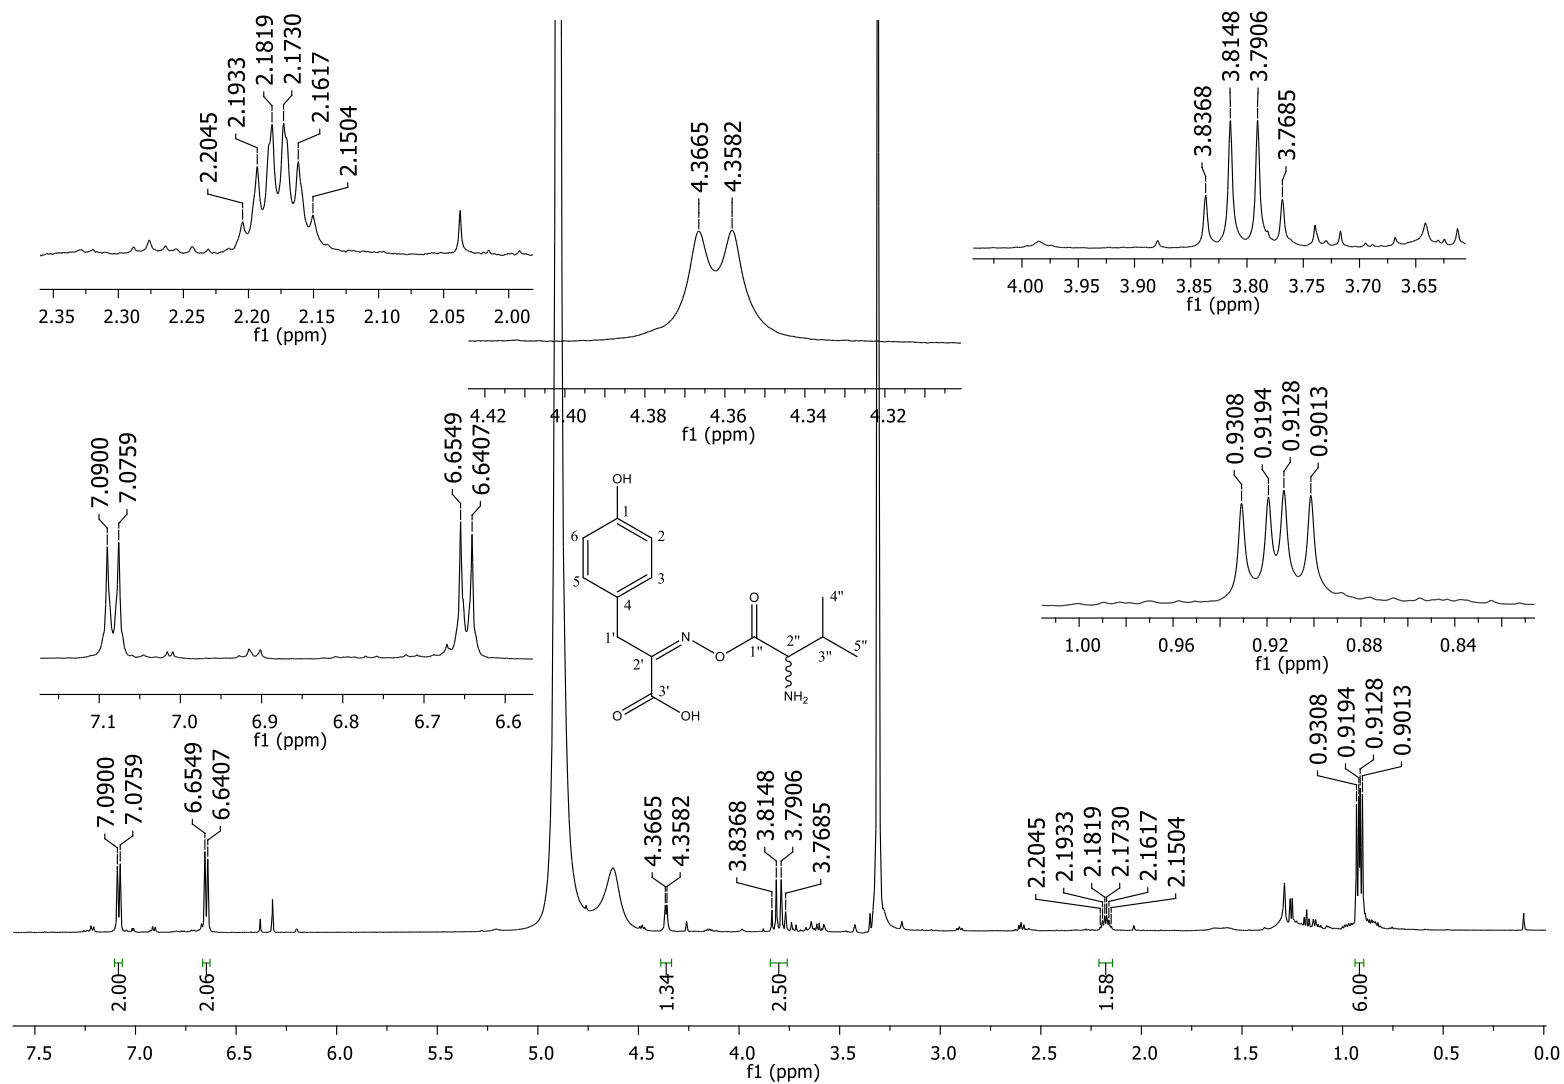 2.2045
2.1933
2.1819
2.1730
2.1617
2.1504
2.35 2.30 2.25 2.20 2.15 2.10 2.05 2.00
f1 (ppm)
4.3665
4.3582
4.42 4.40 4.38 4.36 4.34 4.32
f1 (ppm)
3.8368
3.8148
3.7906
3.7685
4.00 3.95 3.90 3.85 3.80 3.75 3.70 3.65
f1 (ppm)
7.0900
7.0759
6.6549
6.6407
7.1 7.0 6.9 6.8 6.7 6.6
f1 (ppm)
OH
1
6 2
5 3
4
1'
2'
3'
O
OH
N
O
O
1"
2"
3"
4"
5"
NH2
0.9308
0.9194
0.9128
0.9013
1.00 0.96 0.92 0.88 0.84
f1 (ppm)
7.0900
7.0759
6.6549
6.6407
4.3665
4.3582
3.8368
3.8148
3.7906
3.7685
2.2045
2.1933
2.1819
2.1730
2.1617
2.1504
0.9308
0.9194
0.9128
0.9013
2.00 2.06 1.34 2.50 1.58 6.00
7.5 7.0 6.5 6.0 5.5 5.0 4.5 4.0 3.5 3.0 2.5 2.0 1.5 1.0 0.5 0.0
f1 (ppm)